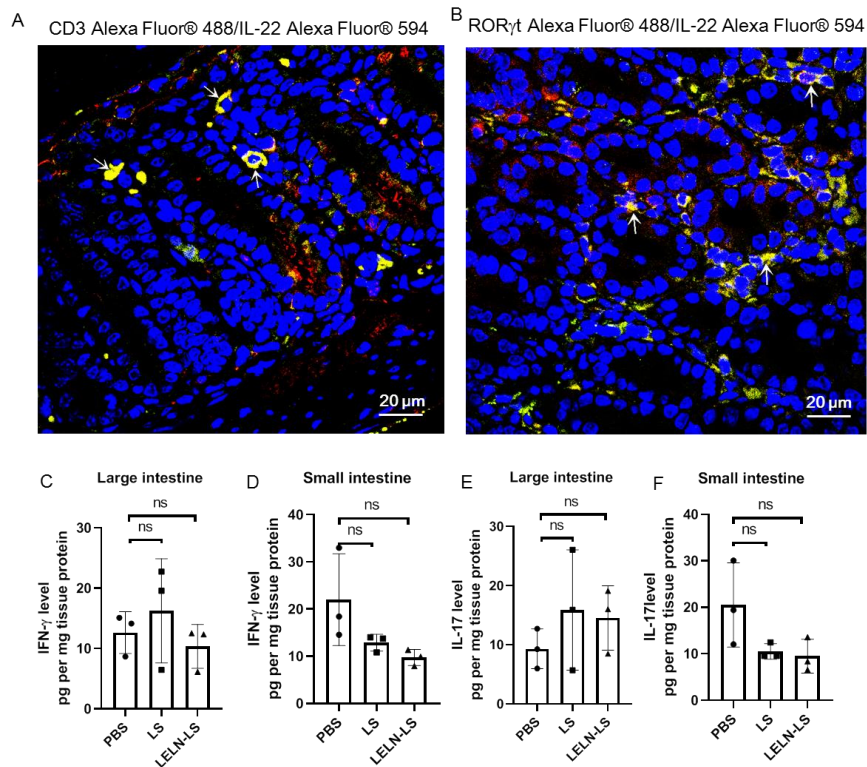 A
CD3 Alexa Fluor® 488/IL-22 Alexa Fluor® 594
20 µm
B
RORγt Alexa Fluor® 488/IL-22 Alexa Fluor® 594
20 µm
C
Large intestine
ns
ns
IFN-γ level
pg per mg tissue protein
30
20
10
0
PBS
LS
LELN-LS
D
Small intestine
ns
ns
IFN-γ level
pg per mg tissue protein
40
30
20
10
0
PBS
LS
LELN-LS
E
Large intestine
ns
ns
IL-17 level
pg per mg tissue protein
30
20
10
0
PBS
LS
LELN-LS
F
Small intestine
ns
ns
IL-17level
pg per mg tissue protein
40
30
20
10
0
PBS
LS
LELN-LS